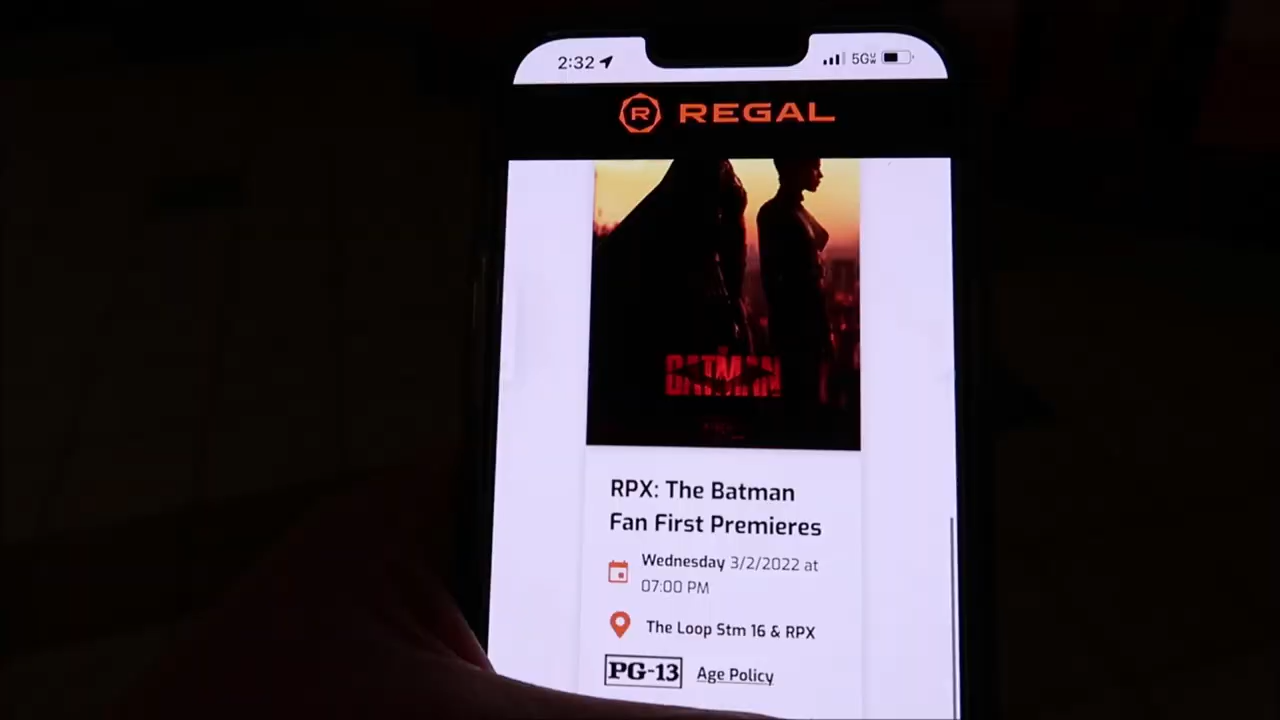 2:32
5GUW
R REGAL
BATMAN
RPX: The Batman
Fan First Premieres
Wednesday 3/2/2022 at
07:00 PM
The Loop Stm 16 & RPX
PG-13 Age Policy